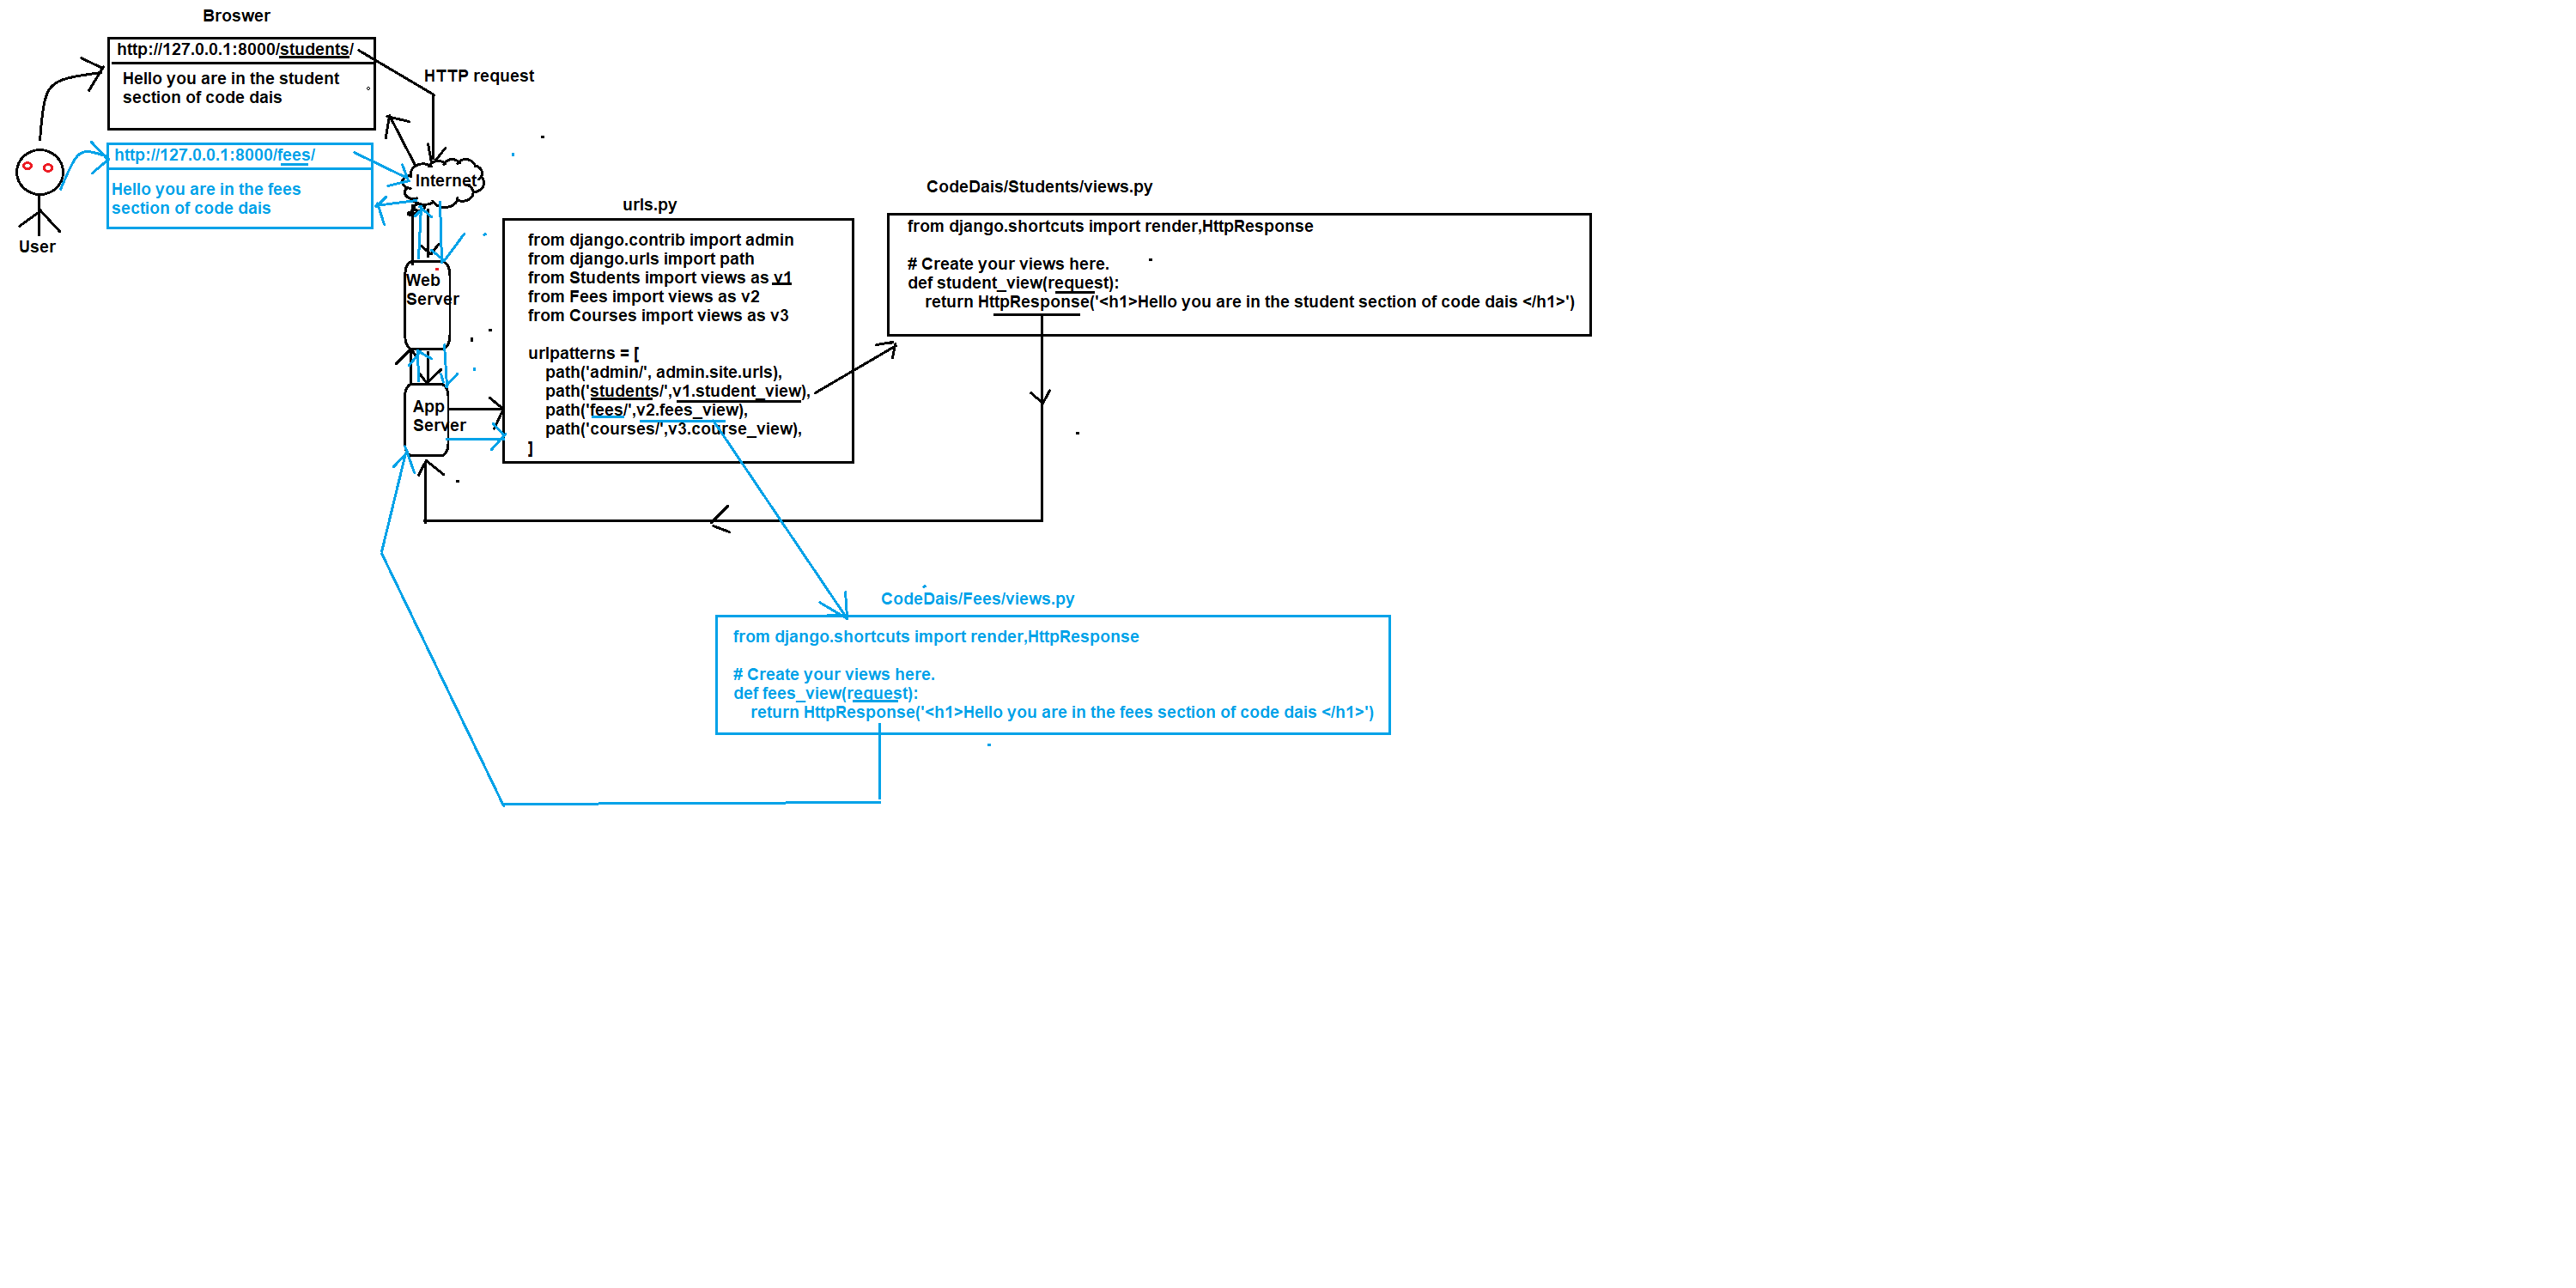 Broswer
http://127.0.0.1:8000/students/
Hello you are in the student
section of code dais
HTTP request
http://127.0.0.1:8000/fees/
Hello you are in the fees
section of code dais
User
Internet
Web
Server
App
Server
urls.py
from django.contrib import admin
from django.urls import path
from Students import views as v1
from Fees import views as v2
from Courses import views as v3
urlpatterns = [
path('admin/', admin.site.urls),
path('students/',v1.student_view),
path('fees/',v2.fees_view),
path('courses/',v3.course_view),
]
CodeDais/Students/views.py
from django.shortcuts import render,HttpResponse
# Create your views here.
def student_view(request):
return HttpResponse('<h1>Hello you are in the student section of code dais </h1>')
CodeDais/Fees/views.py
from django.shortcuts import render,HttpResponse
# Create your views here.
def fees_view(request):
return HttpResponse('<h1>Hello you are in the fees section of code dais </h1>')